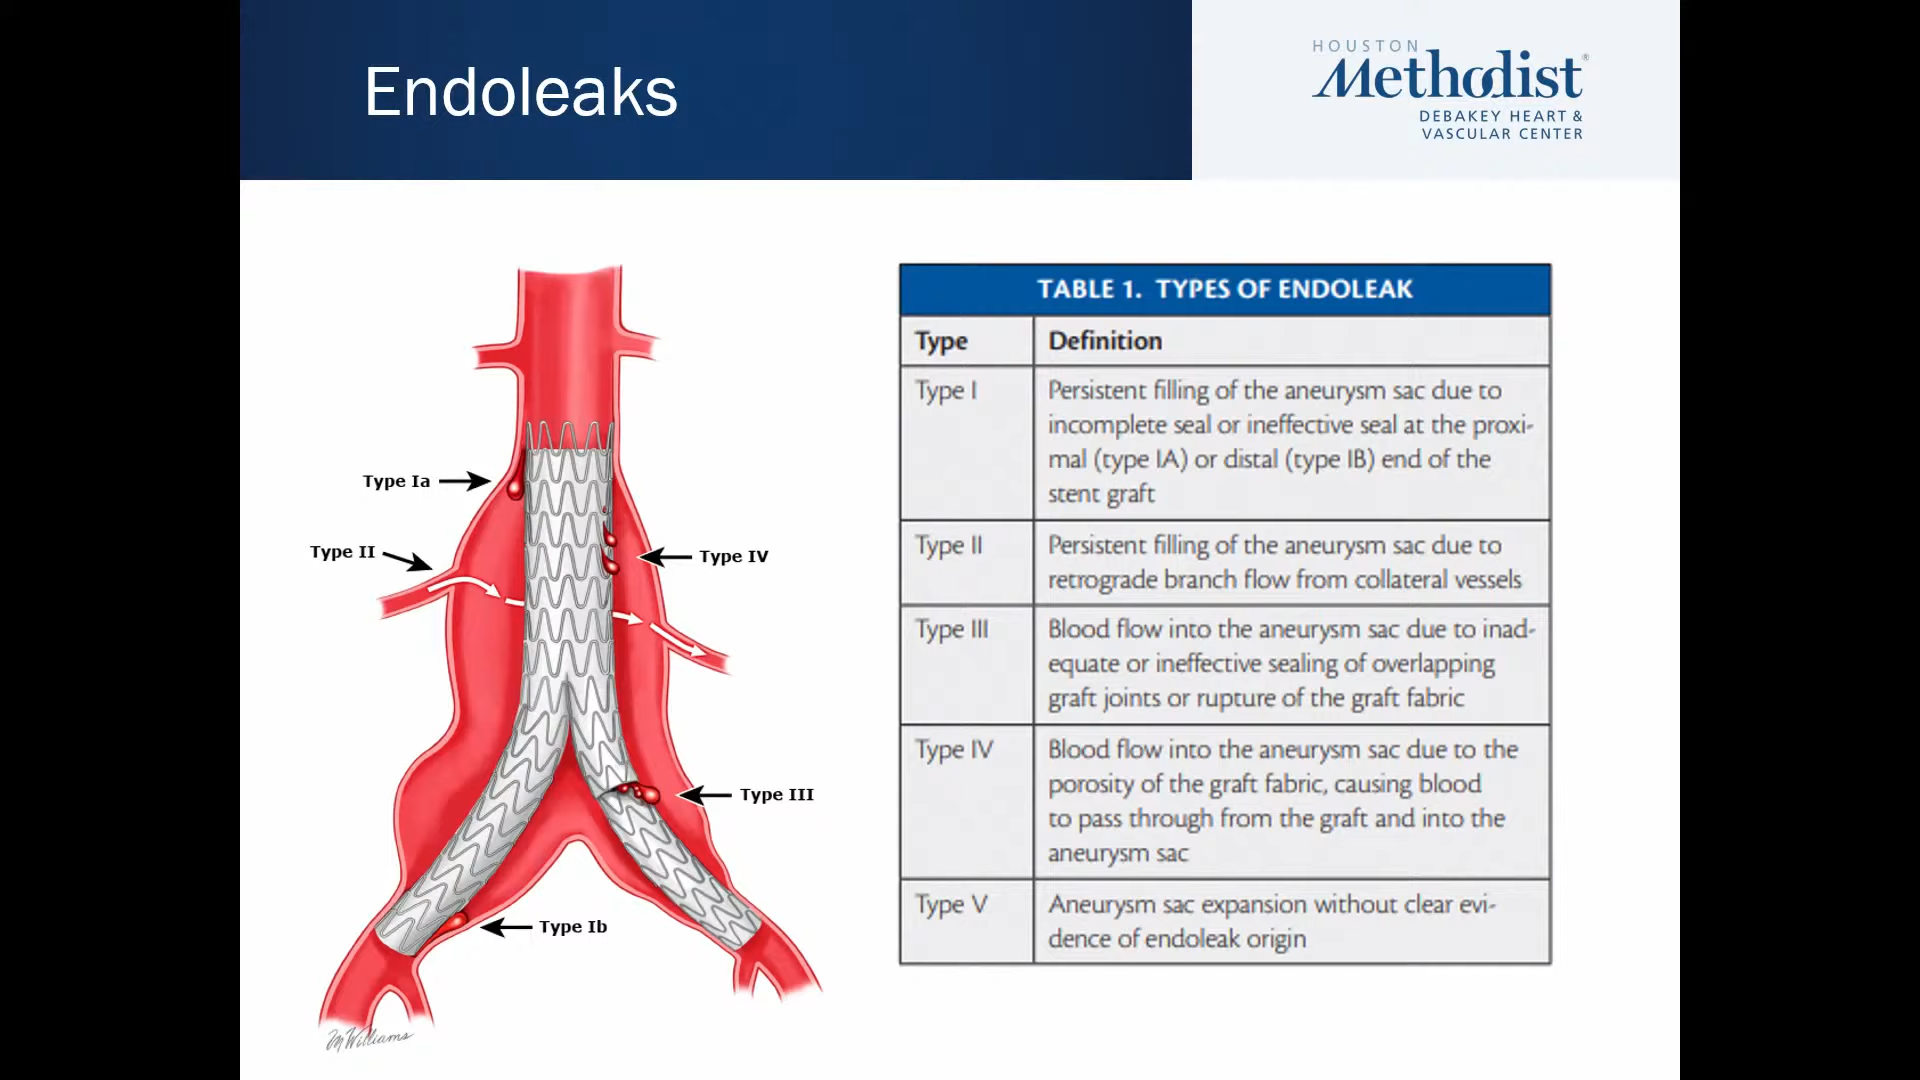 Endoleaks
HOUSTON
Methodist®
DEBAKEY HEART &
VASCULAR CENTER
Type Ia
Type II
Type IV
Type III
Type Ib
MWilliams
TABLE 1. TYPES OF ENDOLEAK
Type Definition
Type I Persistent filling of the aneurysm sac due to
incomplete seal or ineffective seal at the proxi-
mal (type IA) or distal (type IB) end of the
stent graft
Type II Persistent filling of the aneurysm sac due to
retrograde branch flow from collateral vessels
Type III Blood flow into the aneurysm sac due to inad-
equate or ineffective sealing of overlapping
graft joints or rupture of the graft fabric
Type IV Blood flow into the aneurysm sac due to the
porosity of the graft fabric, causing blood
to pass through from the graft and into the
aneurysm sac
Type V Aneurysm sac expansion without clear evi-
dence of endoleak origin